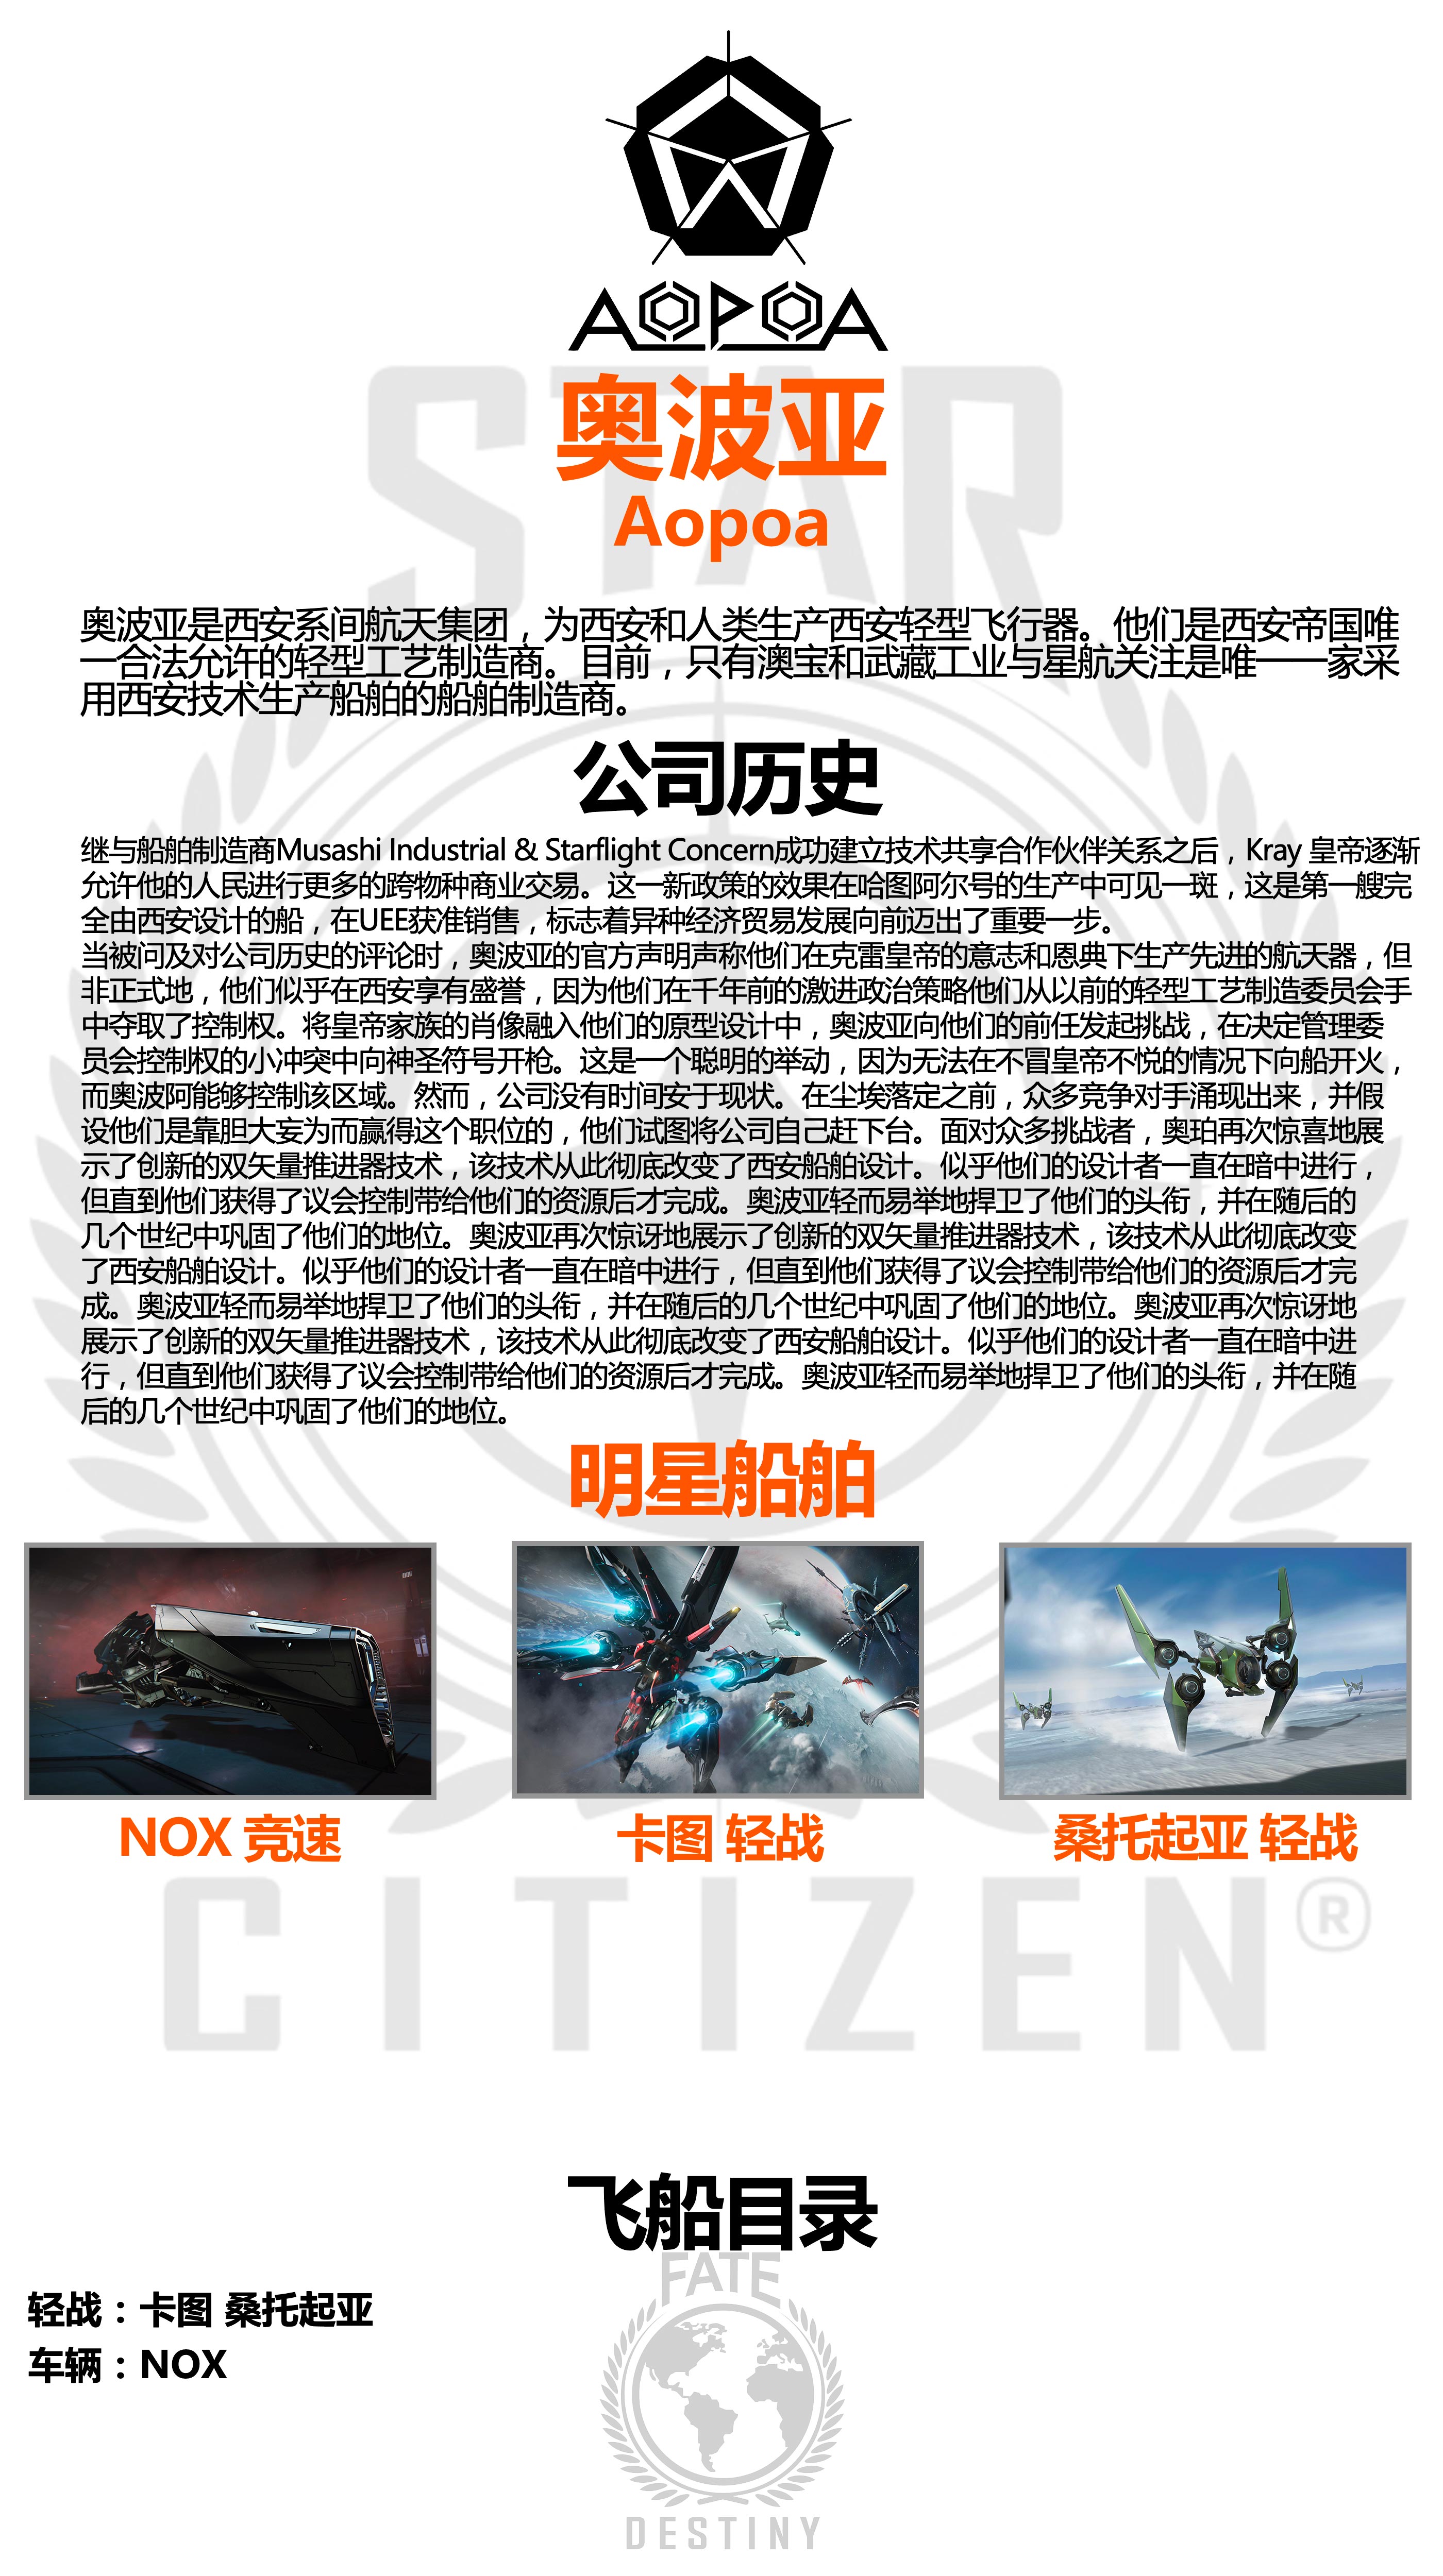 AOPOA
STAR
奥波亚
Aopoa
奥波亚是西安系间航天集团，为西安和人类生产西安轻型飞行器。他们是西安帝国唯
一合法允许的轻型工艺制造商。目前，只有澳宝和武藏工业与星航关注是唯一一家采
用西安技术生产船舶的船舶制造商。
公司历史
继与船舶制造商Musashi Industrial & Starflight Concern成功建立技术共享合作伙伴关系之后，Kray 皇帝逐渐
允许他的人民进行更多的跨物种商业交易。这一新政策的效果在哈图阿尔号的生产中可见一斑，这是第一艘完
全由西安设计的船，在UEE获准销售，标志着异种经济贸易发展向前迈出了重要一步。
当被问及对公司历史的评论时，奥波亚的官方声明声称他们在克雷皇帝的意志和恩典下生产先进的航天器，但
非正式地，他们似乎在西安享有盛誉，因为他们在千年前的激进政治策略他们从以前的轻型工艺制造委员会手
中夺取了控制权。将皇帝家族的肖像融入他们的原型设计中，奥波亚向他们的前任发起挑战，在决定管理委
员会控制权的小冲突中向神圣符号开枪。这是一个聪明的举动，因为无法在不冒皇帝不悦的情况下向船开火，
而奥波阿能够控制该区域。然而，公司没有时间安于现状。在尘埃落定之前，众多竞争对手涌现出来，并假
设他们是靠胆大妄为而赢得这个职位的，他们试图将公司自己赶下台。面对众多挑战者，奥珀再次惊喜地展
示了创新的双矢量推进器技术，该技术从此彻底改变了西安船舶设计。似乎他们的设计者一直在暗中进行，
但直到他们获得了议会控制带给他们的资源后才完成。奥波亚轻而易举地捍卫了他们的头衔，并在随后的
几个世纪中巩固了他们的地位。奥波亚再次惊讶地展示了创新的双矢量推进器技术，该技术从此彻底改变
了西安船舶设计。似乎他们的设计者一直在暗中进行，但直到他们获得了议会控制带给他们的资源后才完
成。奥波亚轻而易举地捍卫了他们的头衔，并在随后的几个世纪中巩固了他们的地位。奥波亚再次惊讶地
展示了创新的双矢量推进器技术，该技术从此彻底改变了西安船舶设计。似乎他们的设计者一直在暗中进
行，但直到他们获得了议会控制带给他们的资源后才完成。奥波亚轻而易举地捍卫了他们的头衔，并在随
后的几个世纪中巩固了他们的地位。
明星船舶
NOX 竞速
卡图 轻战
桑托起亚 轻战
CITIZEN®
飞船目录
FATE
轻战：卡图 桑托起亚
车辆：NOX
DESTINY